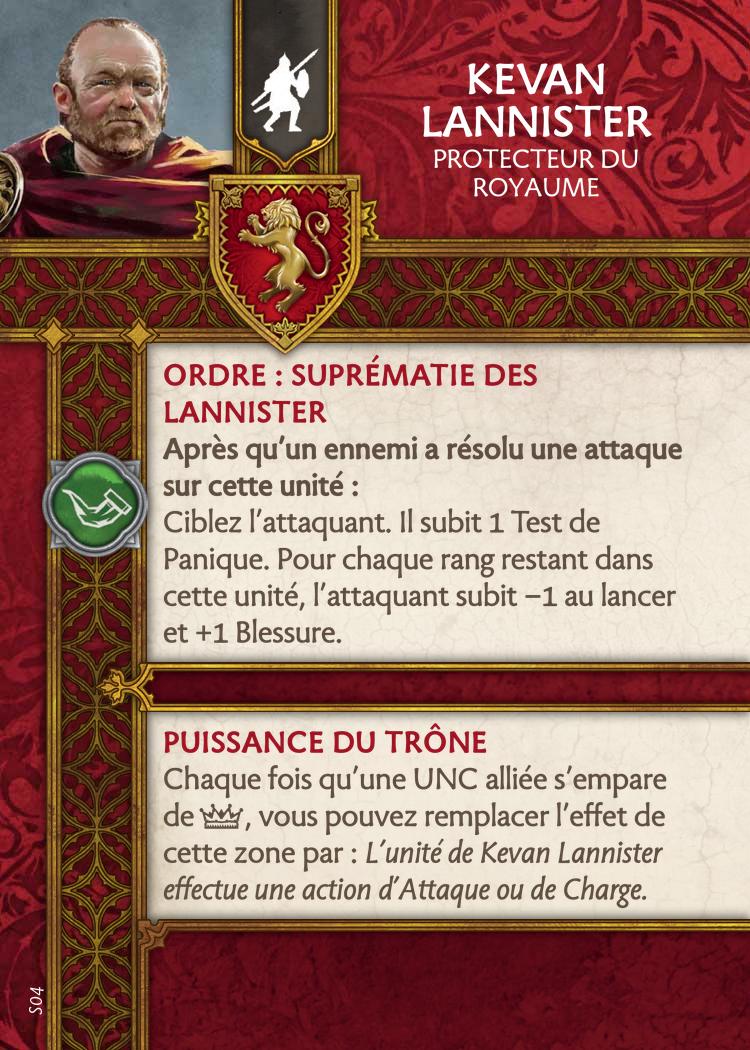 KEVAN
LANNISTER
PROTECTEUR DU
ROYAUME
ORDRE : SUPRÉMATIE DES
LANNISTER
Après qu'un ennemi a résolu une attaque
sur cette unité :
Ciblez l'attaquant. Il subit 1 Test de
Panique. Pour chaque rang restant dans
cette unité, l'attaquant subit −1 au lancer
et +1 Blessure.
PUISSANCE DU TRÔNE
Chaque fois qu'une UNC alliée s'empare
de , vous pouvez remplacer l'effet de
cette zone par : L'unité de Kevan Lannister
effectue une action d'Attaque ou de Charge.
S04